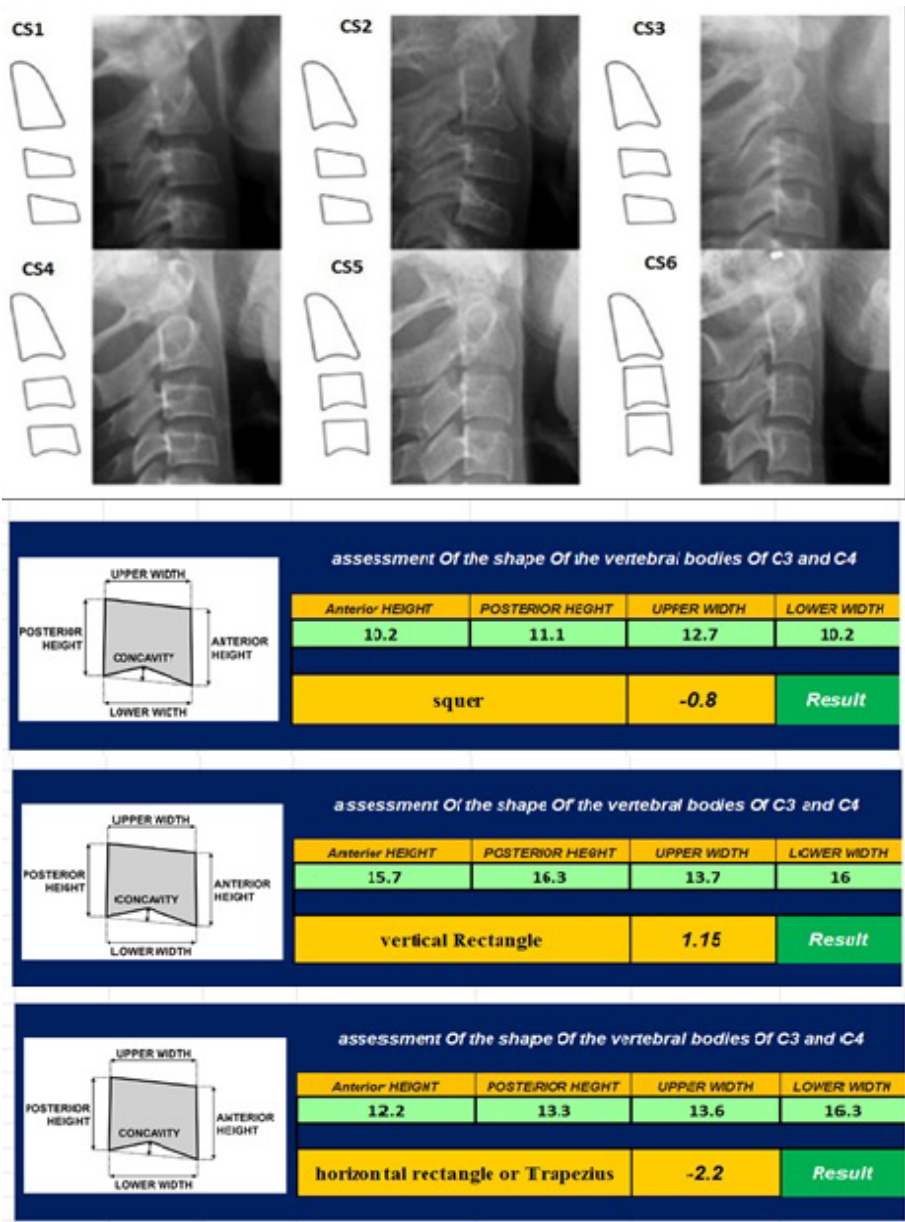 CS1 CS2 CS3
CS4 CS5 CS6
assessment Of the shape Of the vertebral bodies Of C3 and C4
UPPER WIDTH
POSTERIOR HEIGHT
ANTERIOR HEIGHT
CONCAVITY
LOWER WIDTH
Anterior HEIGHT POSTERIOR HEGHT UPPER WIDTH LOWER WIDTH
10.2 11.1 12.7 10.2
squer -0.8 Result
assessment Of the shape Of the vertebral bodies Of C3 and C4
UPPER WIDTH
POSTERIOR HEIGHT
ANTERIOR HEIGHT
CONCAVITY
LOWER WIDTH
Anterior HEIGHT POSTERIOR HEGHT UPPER WIDTH LOWER WIDTH
15.7 16.3 13.7 16
vertical Rectangle 1.15 Result
assessment Of the shape Of the vertebral bodies Of C3 and C4
UPPER WIDTH
POSTERIOR HEIGHT
ANTERIOR HEIGHT
CONCAVITY
LOWER WIDTH
Anterior HEIGHT POSTERIOR HEGHT UPPER WIDTH LOWER WIDTH
12.2 13.3 13.6 16.3
horizontal rectangle or Trapezius -2.2 Result